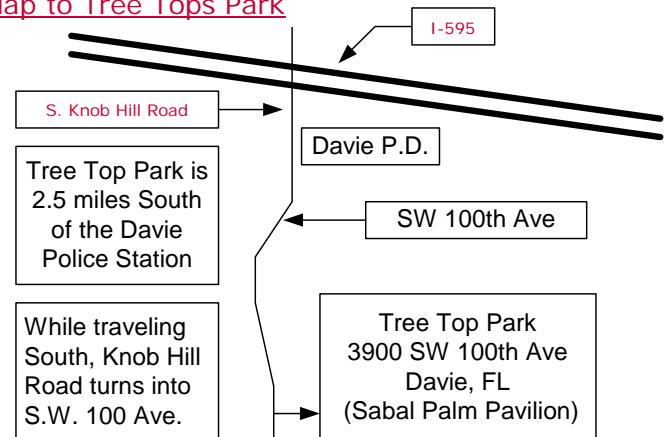 Map to Tree Tops Park
I-595
S. Knob Hill Road
Davie P.D.
Tree Top Park is
2.5 miles South
of the Davie
Police Station
SW 100th Ave
While traveling
South, Knob Hill
Road turns into
S.W. 100 Ave.
Tree Top Park
3900 SW 100th Ave
Davie, FL
(Sabal Palm Pavilion)